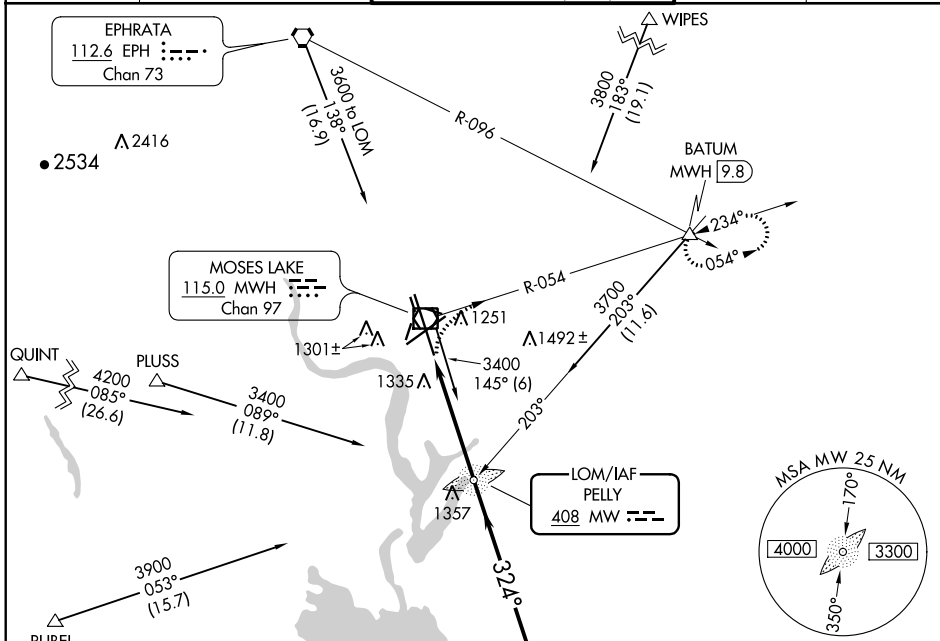 EPHRATA
112.6 EPH
Chan 73
WIPES
3600 to LOM
138°
(16.9)
3800
183°
(19.1)
R-096
2416
2534
BATUM
MWH 9.8
234°
054°
MOSES LAKE
115.0 MWH
Chan 97
R-054
1251
3700
203°
(11.6)
1301±
1492±
3400
145° (6)
QUINT
4200
085°
(26.6)
PLUSS
3400
089°
(11.8)
1335
203°
LOM/IAF
PELLY
408 MW
1357
MSA MW 25 NM
170°
4000
3300
350°
3900
053°
(15.7)
324°